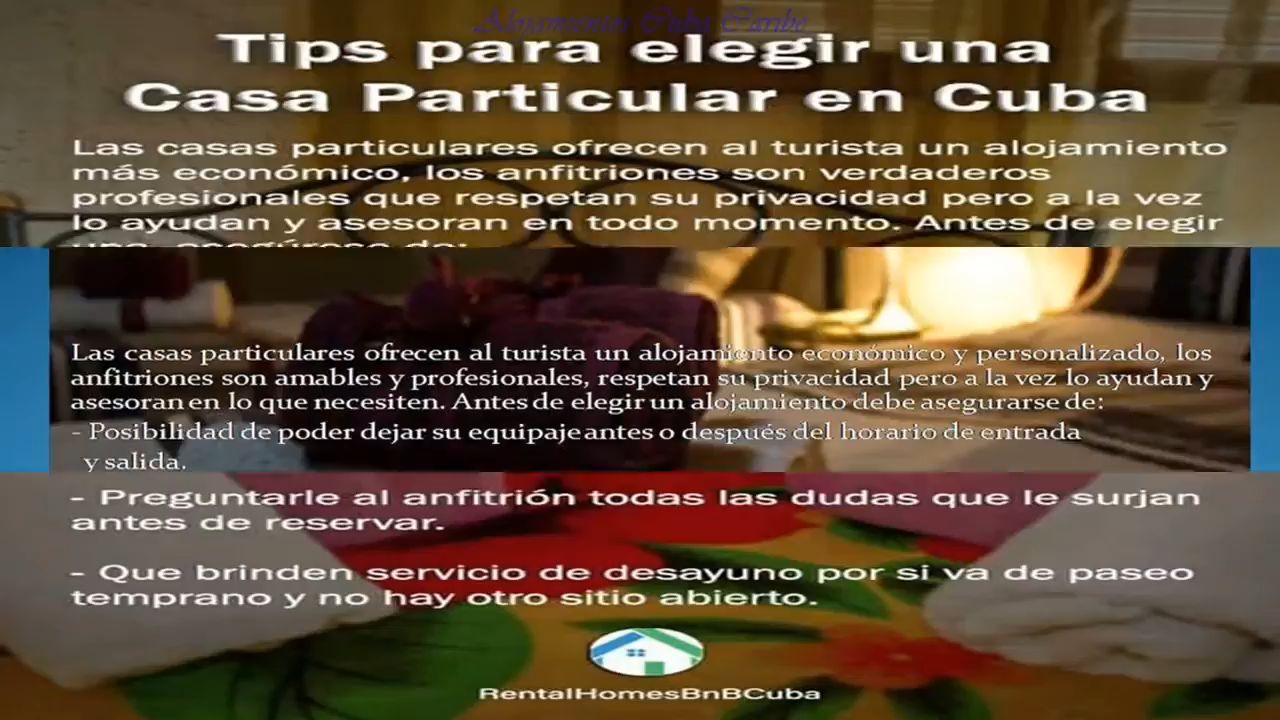 Alojamientos Cuba Caribe
Tips para elegir una
Casa Particular en Cuba
Las casas particulares ofrecen al turista un alojamiento
más económico, los anfitriones son verdaderos
profesionales que respetan su privacidad pero a la vez
lo ayudan y asesoran en todo momento. Antes de elegir
una, asegúrese de:
Las casas particulares ofrecen al turista un alojamiento económico y personalizado, los
anfitriones son amables y profesionales, respetan su privacidad pero a la vez lo ayudan y
asesoran en lo que necesiten. Antes de elegir un alojamiento debe asegurarse de:
- Posibilidad de poder dejar su equipaje antes o después del horario de entrada
y salida.
- Preguntarle al anfitrión todas las dudas que le surjan
antes de reservar.
- Que brinden servicio de desayuno por si va de paseo
temprano y no hay otro sitio abierto.
RentalHomesBnBCuba